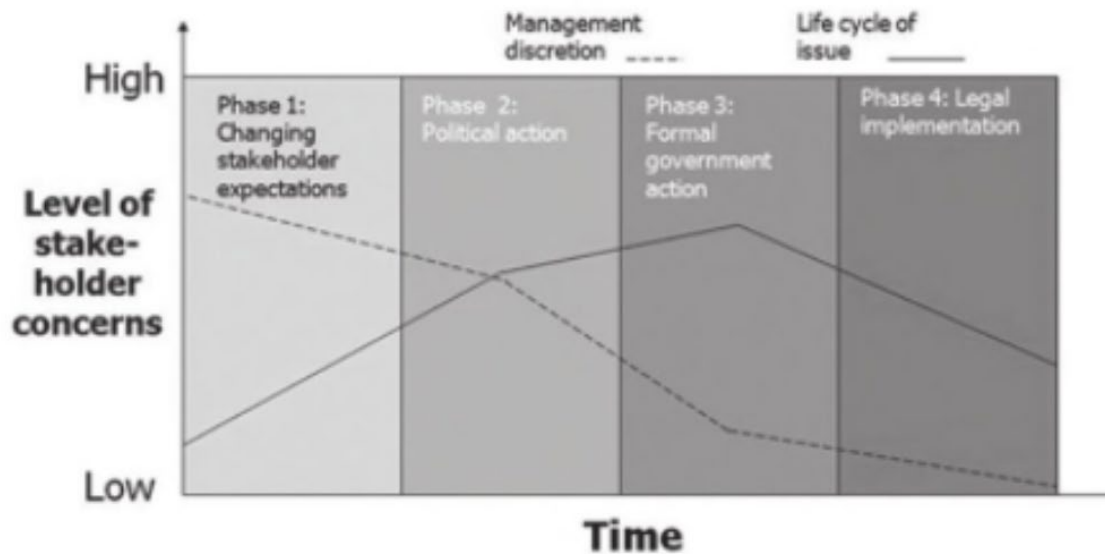 Management
discretion
Life cycle of
issue
High
Phase 1:
Changing
stakeholder
expectations
Phase 2:
Political action
Phase 3:
Formal
government
action
Phase 4: Legal
implementation
Level of
stake-
holder
concerns
Low
Time